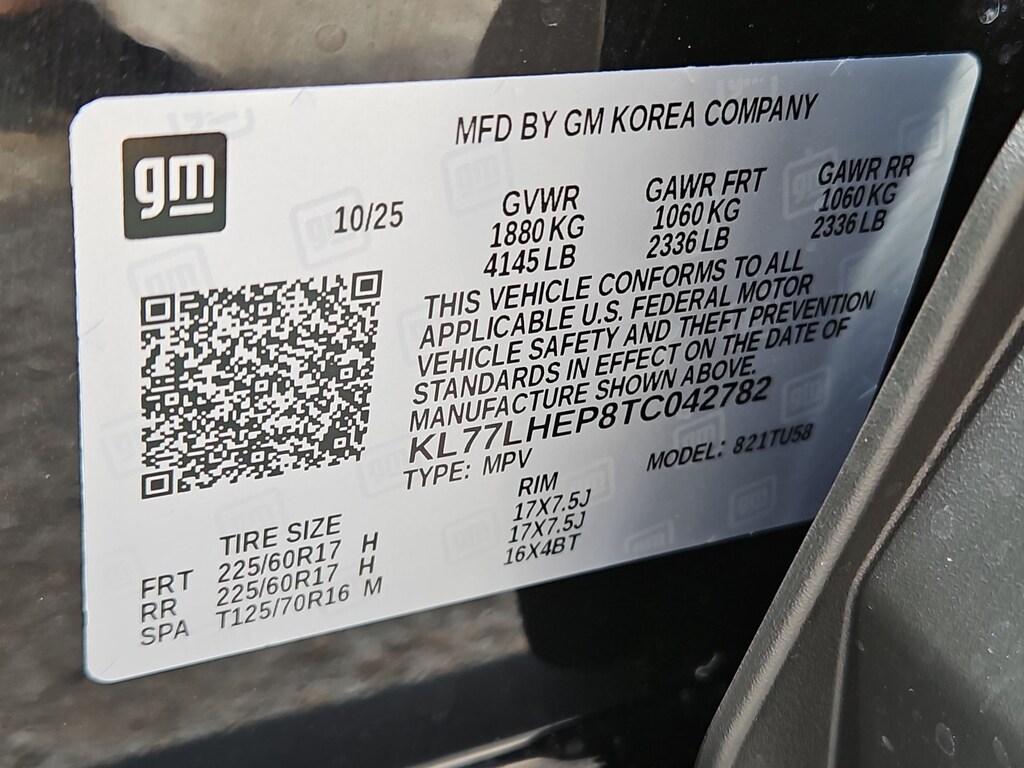 gm
MFD BY GM KOREA COMPANY
10/25
GVWR
1880 KG
4145 LB
GAWR FRT
1060 KG
2336 LB
GAWR RR
1060 KG
2336 LB
THIS VEHICLE CONFORMS TO ALL
APPLICABLE U.S. FEDERAL MOTOR
VEHICLE SAFETY AND THEFT PREVENTION
STANDARDS IN EFFECT ON THE DATE OF
MANUFACTURE SHOWN ABOVE.
KL77LHEP8TC042782
TYPE: MPV MODEL: 821TU58
TIRE SIZE RIM
FRT 225/60R17 H 17X7.5J
RR 225/60R17 H 17X7.5J
SPA T125/70R16 M 16X4BT